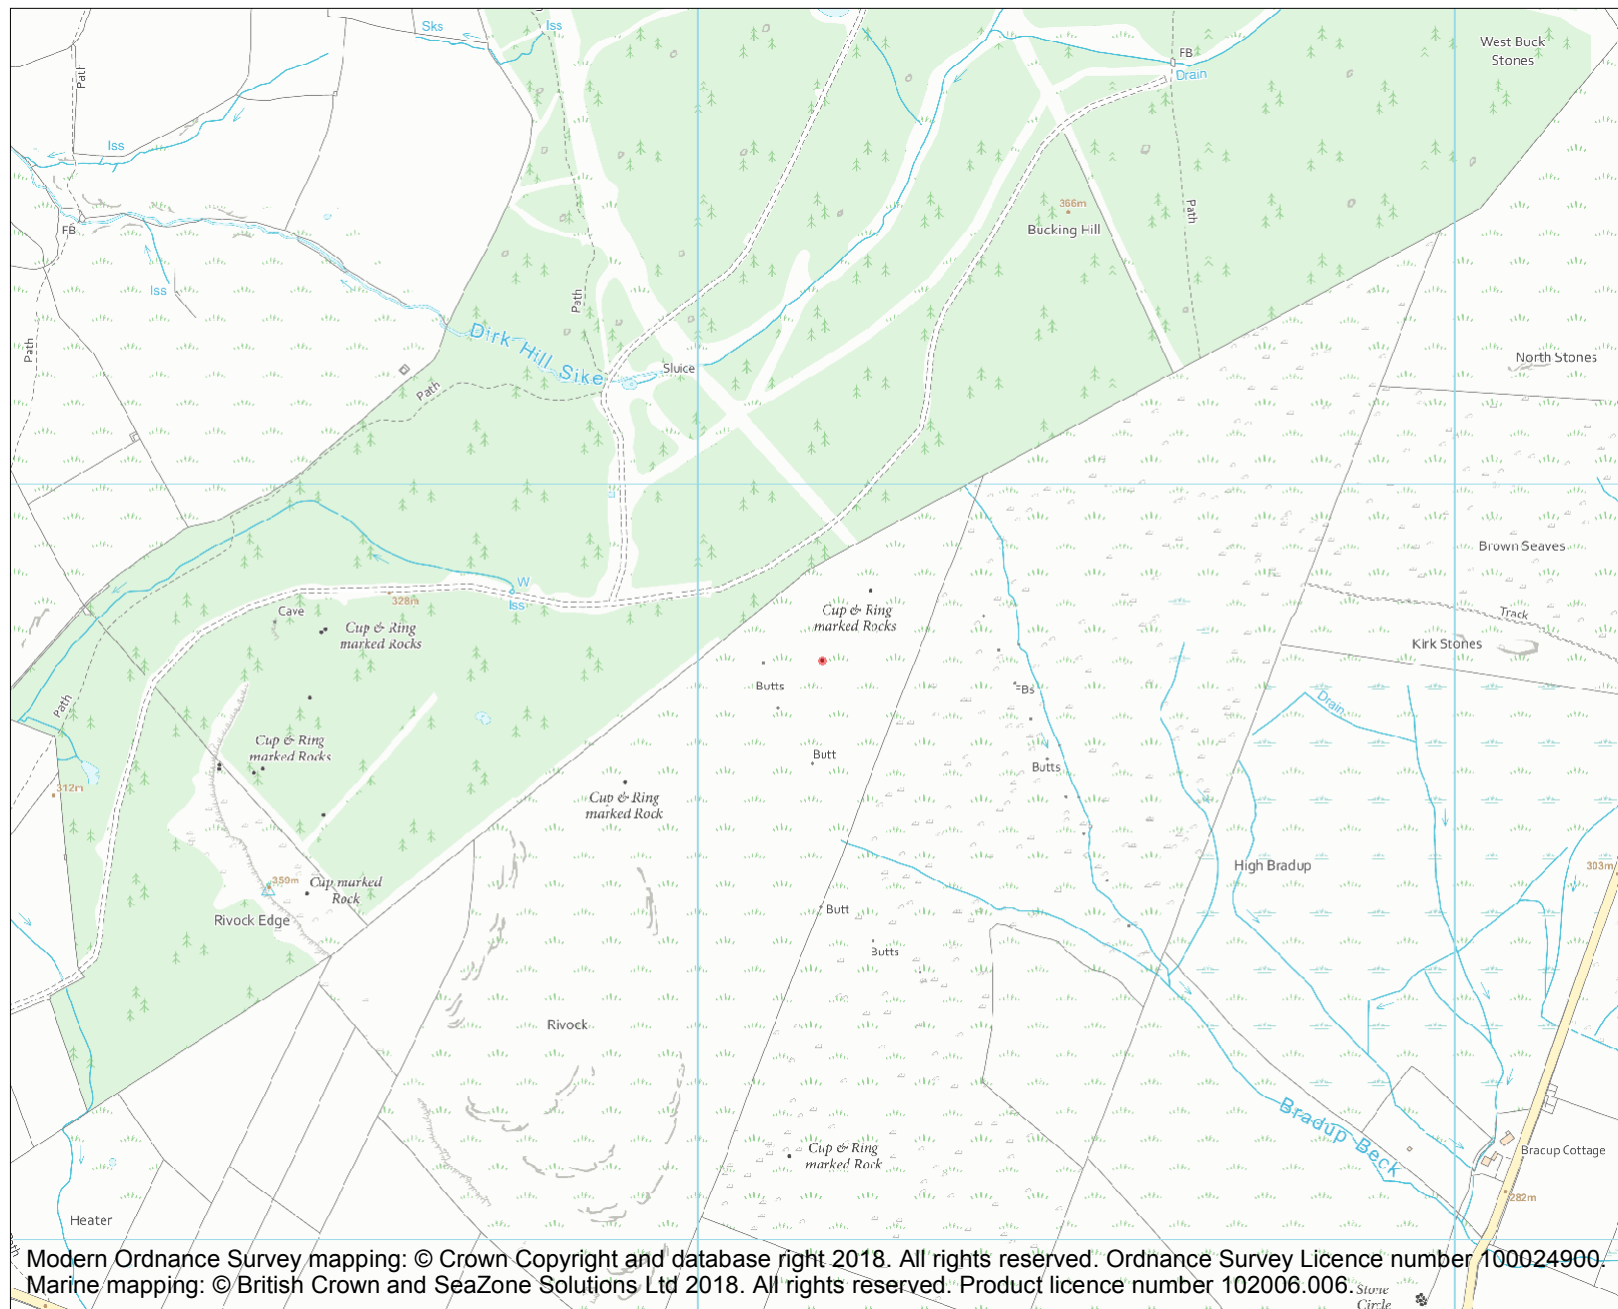 Sks
Iss
West Buck
Stones
FB
Drain
Path
Iss
366m
Bucking Hill
Path
FB
Iss
Path
Path
Dirk Hill Sike
Sluice
North Stones
Path
Brown Seaves
W
Iss
328m
Cave
Cup & Ring
marked Rocks
Cup & Ring
marked Rocks
Track
Kirk Stones
Butts
FBs
Drain
Path
Cup & Ring
marked Rocks
Butt
Butts
312m
Cup & Ring
marked Rock
High Bradup
303m
350m
Cup marked
Rock
Rivock Edge
Butt
Butts
Rivock
Bradup Beck
Cup & Ring
marked Rock
Bracup Cottage
282m
Heater
Path
Modern Ordnance Survey mapping: © Crown Copyright and database right 2018. All rights reserved. Ordnance Survey Licence number 100024900.
Marine mapping: © British Crown and SeaZone Solutions Ltd 2018. All rights reserved. Product licence number 102006.006.
Stone
Circle